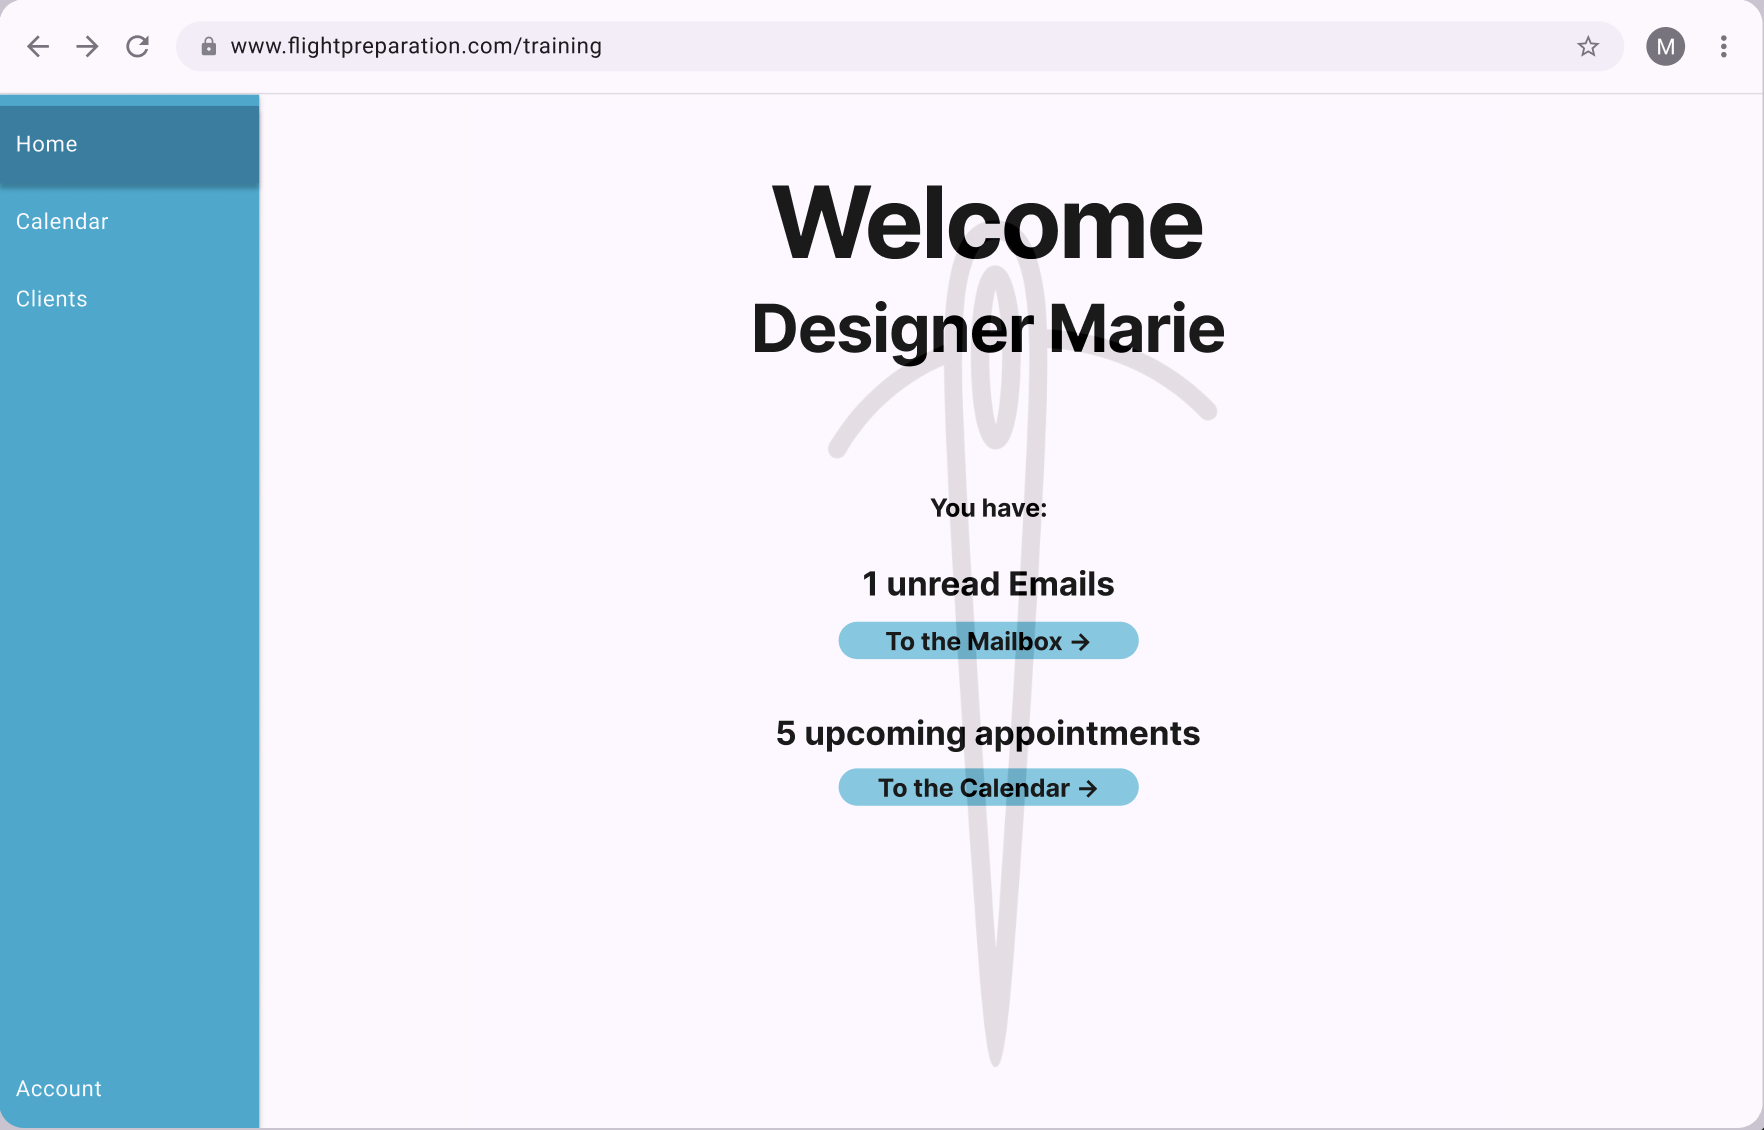 www.flightpreparation.com/training
M
Home
Calendar
Clients
Account
Welcome
Designer Marie
You have:
1 unread Emails
To the Mailbox →
5 upcoming appointments
To the Calendar →